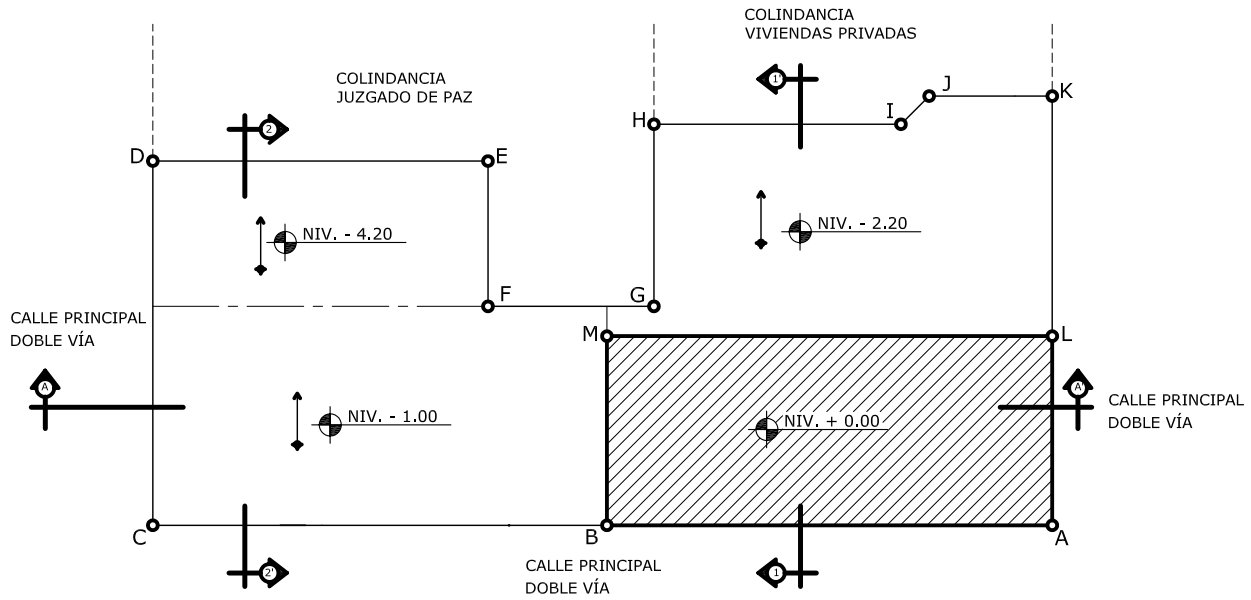 COLINDANCIA
VIVIENDAS PRIVADAS
1'
COLINDANCIA
JUZGADO DE PAZ
J
K
H
I
2
D
E
NIV. - 4.20
NIV. - 2.20
F
G
CALLE PRINCIPAL
DOBLE VÍA
M
L
A
A'
CALLE PRINCIPAL
DOBLE VÍA
NIV. - 1.00
NIV. + 0.00
C
B
A
2'
CALLE PRINCIPAL
DOBLE VÍA
1